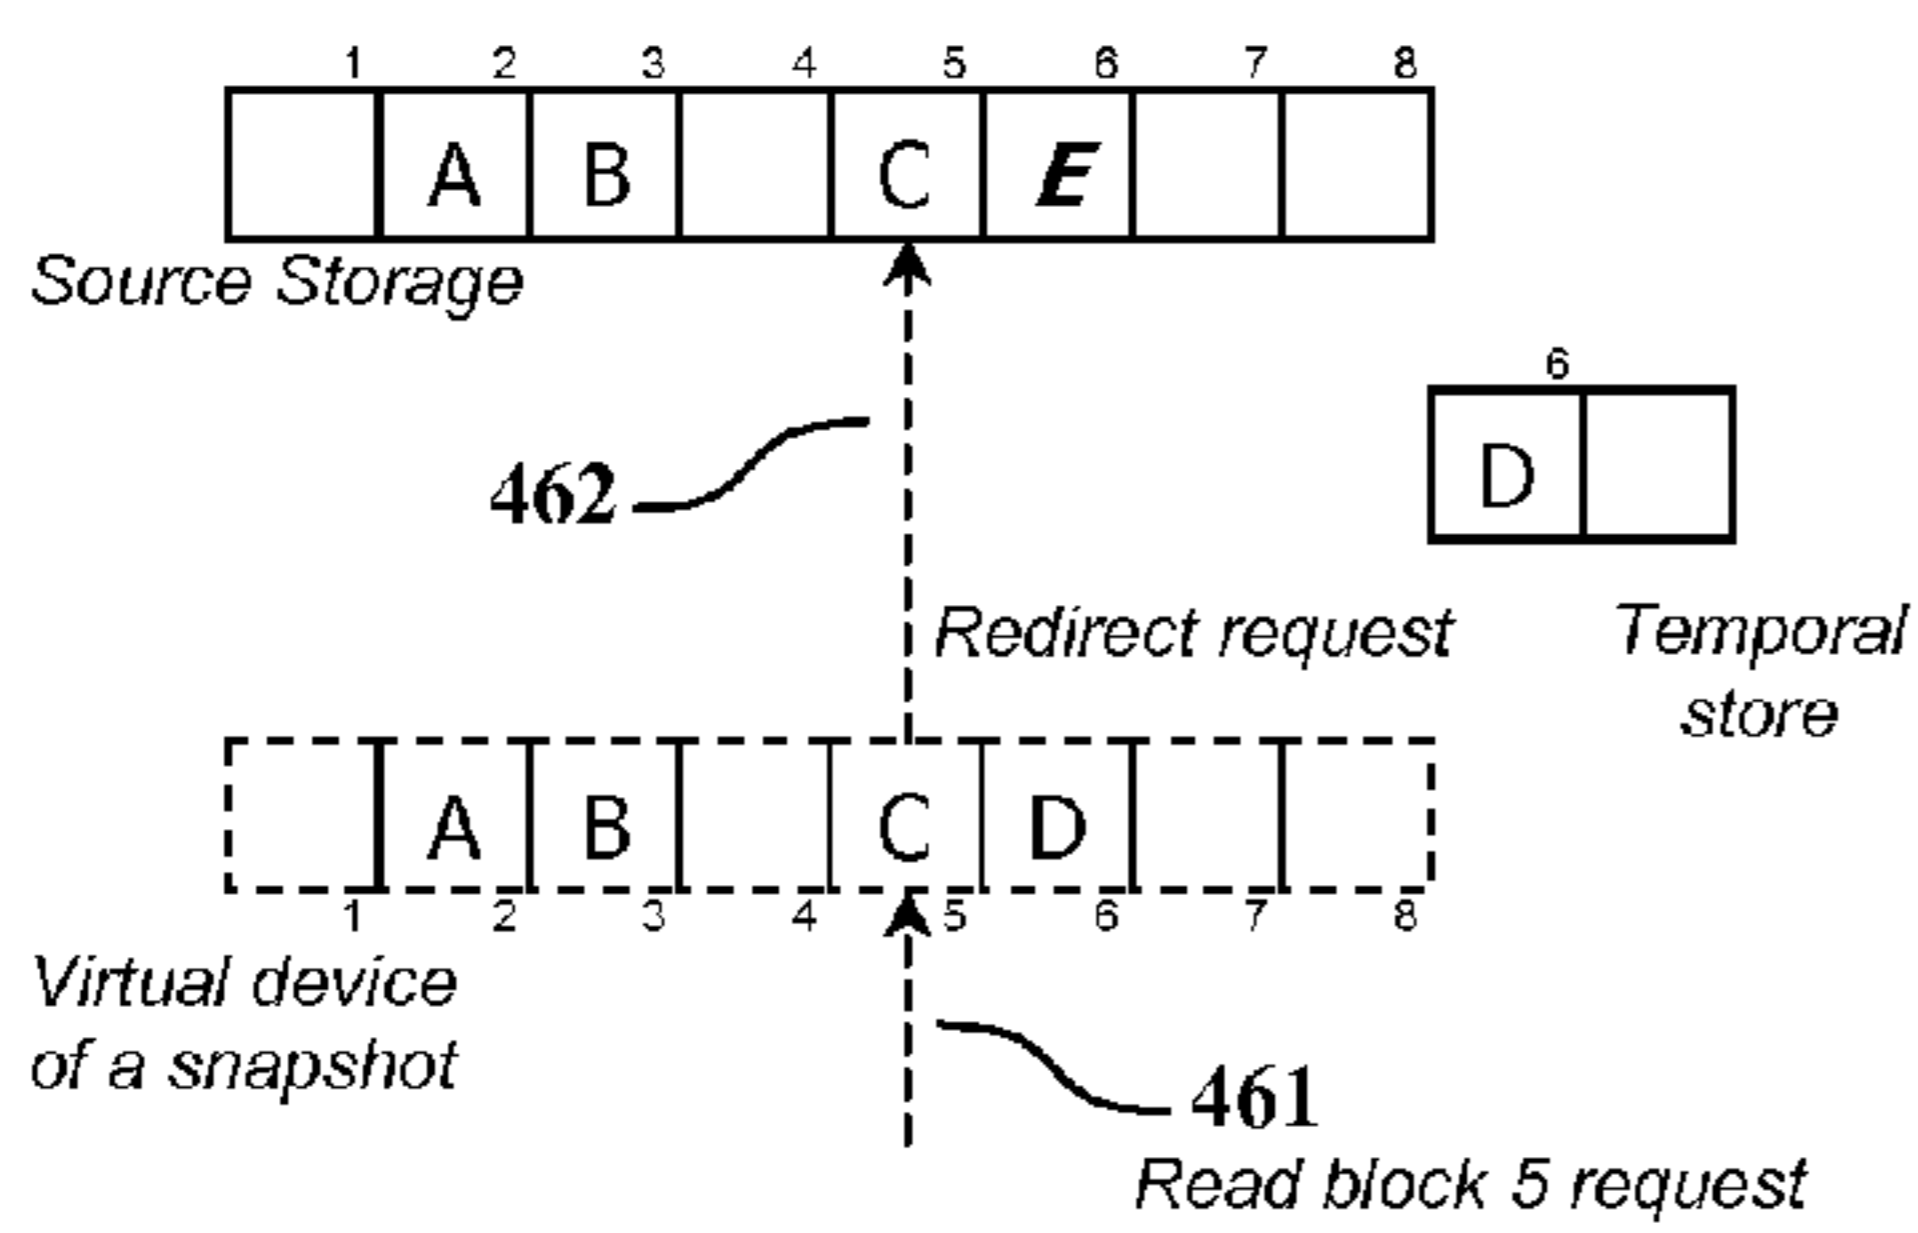 1 2 3 4 5 6 7 8
A B C E
Source Storage
6
D
462
Redirect request
Temporal
store
A B C D
1 2 3 4 5 6 7 8
Virtual device
of a snapshot
461
Read block 5 request